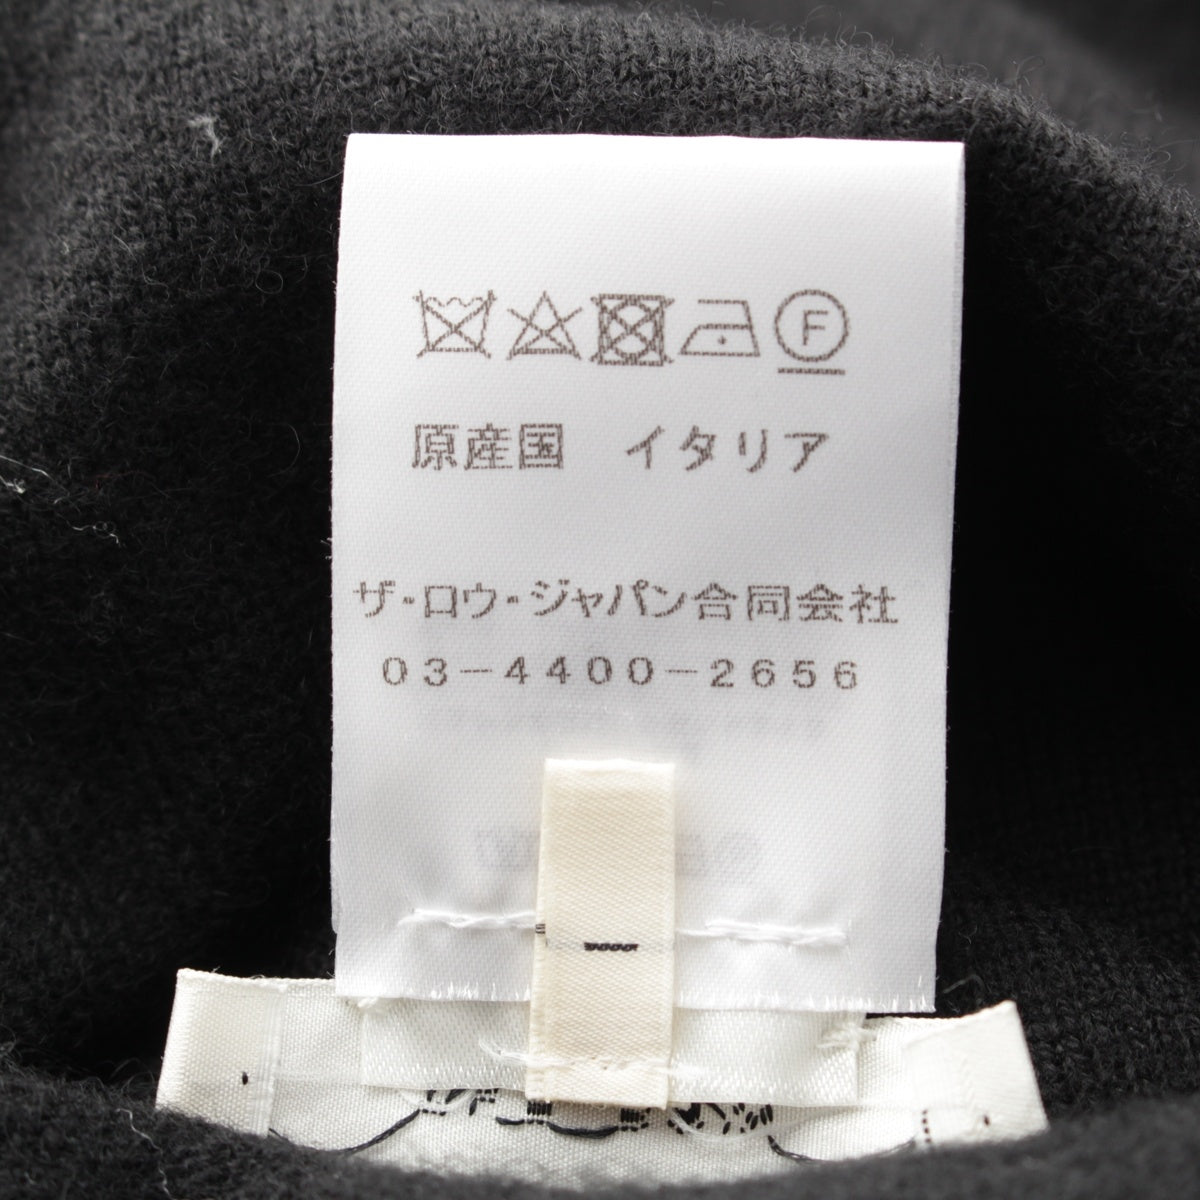 F
原産国 イタリア
ザ・ロウ・ジャパン合同会社
03-4400-2656